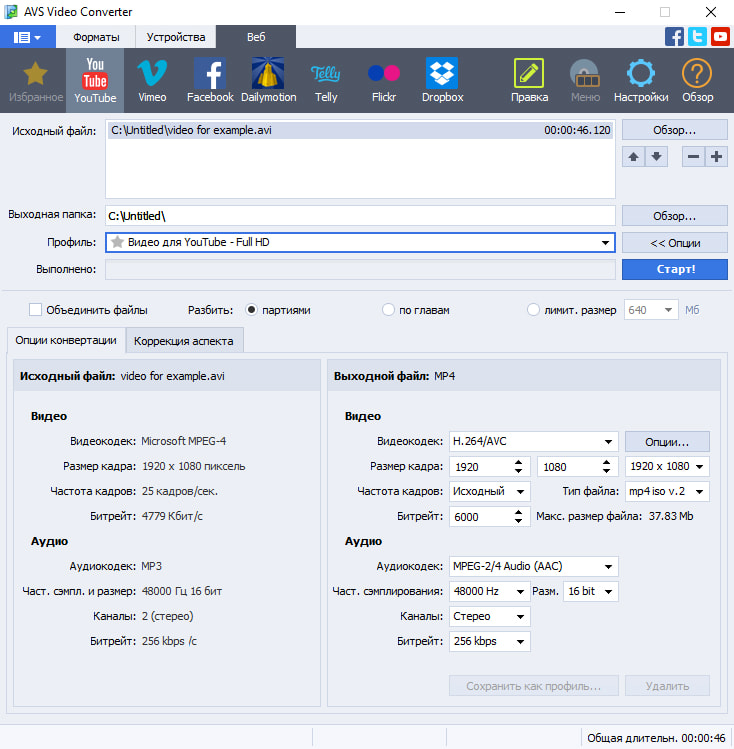 AVS Video Converter
Форматы Устройства Веб
Избранное YouTube Vimeo Facebook Dailymotion Telly Flickr Dropbox Правка Меню Настройки Обзор
Исходный файл: C:\Untitled\video for example.avi 00:00:46.120 Обзор...
Выходная папка: C:\Untitled\ Обзор...
Профиль: Видео для YouTube - Full HD << Опции
Выполнено: Старт!
Объединить файлы Разбить: партиями по главам лимит. размер 640 Мб
Опции конвертации Коррекция аспекта
Исходный файл: video for example.avi
Видео
Видеокодек: Microsoft MPEG-4
Размер кадра: 1920 x 1080 пиксель
Частота кадров: 25 кадров/сек.
Битрейт: 4779 Кбит/с
Аудио
Аудиокодек: MP3
Част. сэмпл. и размер: 48000 Гц 16 бит
Каналы: 2 (стерео)
Битрейт: 256 kbps /с
Выходной файл: MP4
Видео
Видеокодек: H.264/AVC Опции...
Размер кадра: 1920 1080 1920 x 1080
Частота кадров: Исходный Тип файла: mp4 iso v.2
Битрейт: 6000 Макс. размер файла: 37.83 Mb
Аудио
Аудиокодек: MPEG-2/4 Audio (AAC)
Част. сэмплирования: 48000 Hz Разм. 16 bit
Каналы: Стерео
Битрейт: 256 kbps
Сохранить как профиль... Удалить
Общая длительн. 00:00:46